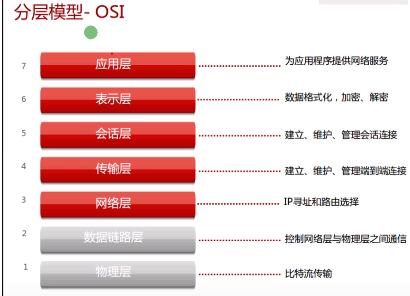 分层模型- OSI
7 应用层 为应用程序提供网络服务
6 表示层 数据格式化，加密、解密
5 会话层 建立、维护、管理会话连接
4 传输层 建立、维护、管理端到端连接
3 网络层 IP寻址和路由选择
2 数据链路层 控制网络层与物理层之间通信
1 物理层 比特流传输